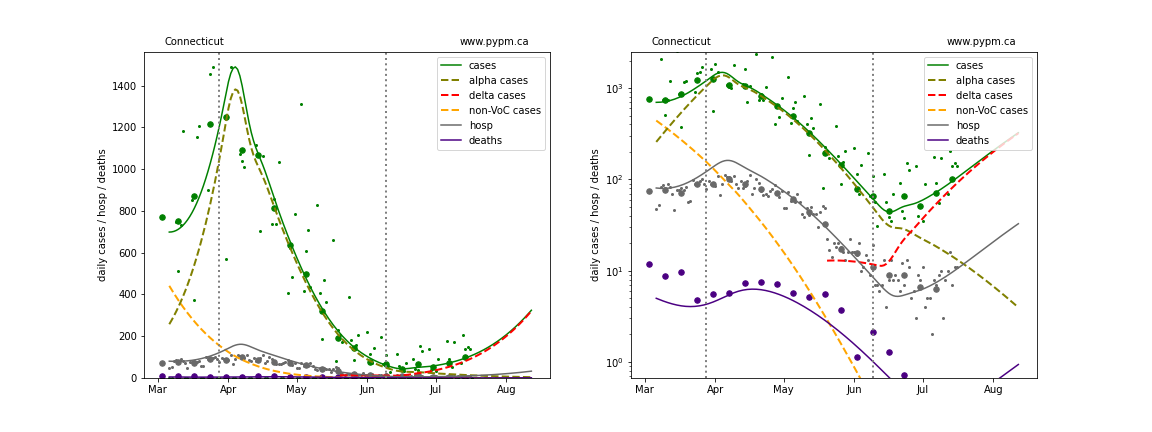 Connecticut www.pypm.ca
daily cases / hosp / deaths
1400
1200
1000
800
600
400
200
0
Mar Apr May Jun Jul Aug
cases
alpha cases
delta cases
non-VoC cases
hosp
deaths
Connecticut www.pypm.ca
daily cases / hosp / deaths
10³
10²
10¹
10⁰
Mar Apr May Jun Jul Aug
cases
alpha cases
delta cases
non-VoC cases
hosp
deaths